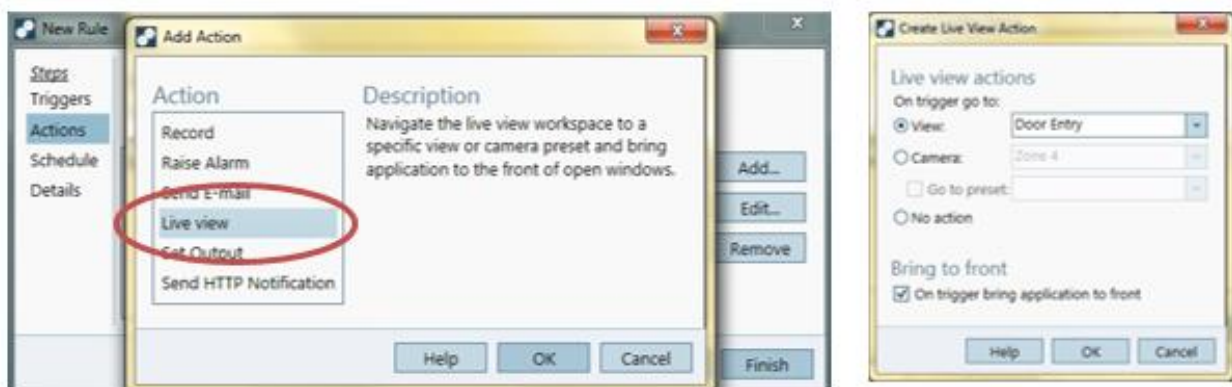 New Rule
Steps
Triggers
Actions
Schedule
Details
Add...
Edit...
Remove
Finish
Add Action
Action
Record
Raise Alarm
Send E-mail
Live view
Set Output
Send HTTP Notification
Description
Navigate the live view workspace to a
specific view or camera preset and bring
application to the front of open windows.
Help
OK
Cancel
Create Live View Action
Live view actions
On trigger go to:
View: Door Entry
Camera: Zone 4
Go to preset:
No action
Bring to front
On trigger bring application to front
Help
OK
Cancel